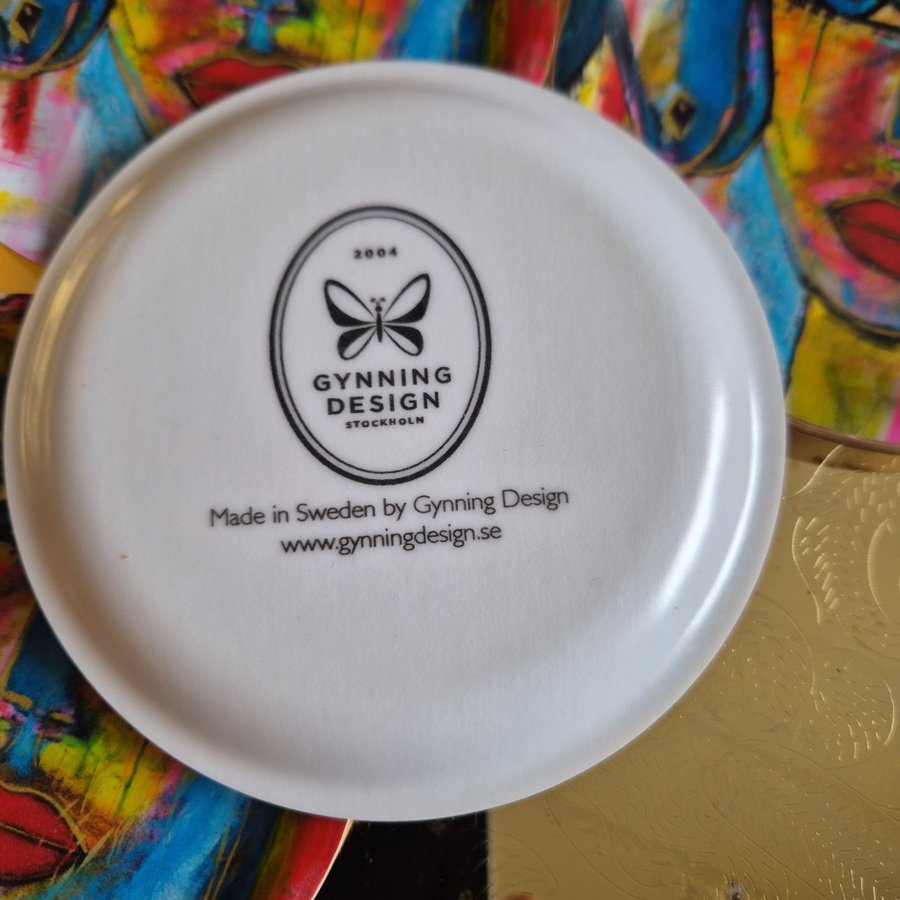 2004
GYNNING
DESIGN
STOCKHOLM
Made in Sweden by Gynning Design
www.gynningdesign.se